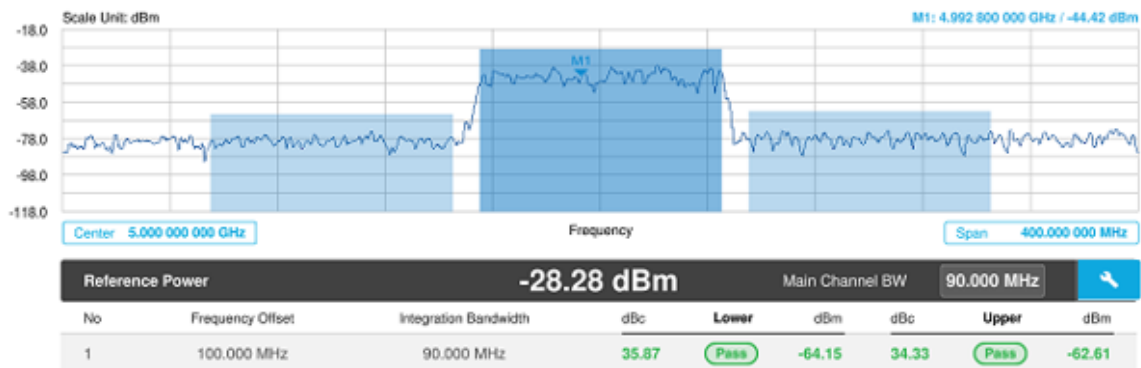 Scale Unit: dBm M1: 4.992 800 000 GHz / -44.42 dBm
-18.0
-38.0
M1
-58.0
-78.0
-98.0
-118.0
Center 5.000 000 000 GHz Frequency Span 400.000 000 MHz
Reference Power -28.28 dBm Main Channel BW 90.000 MHz
No Frequency Offset Integration Bandwidth dBc Lower dBm dBc Upper dBm
1 100.000 MHz 90.000 MHz 35.87 Pass -64.15 34.33 Pass -62.61